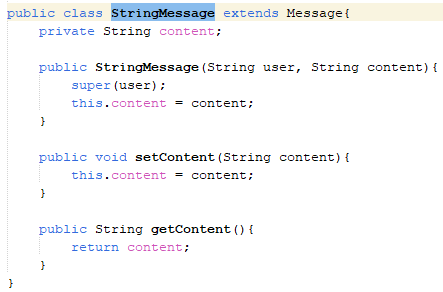 public class StringMessage extends Message{
    private String content;

    public StringMessage(String user, String content){
        super(user);
        this.content = content;
    }

    public void setContent(String content){
        this.content = content;
    }

    public String getContent(){
        return content;
    }
}